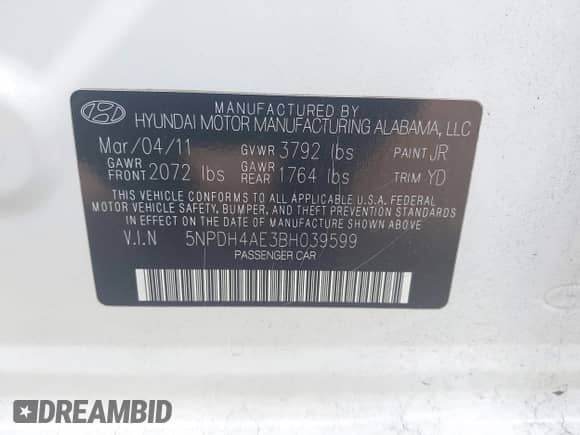 MANUFACTURED BY
HYUNDAI MOTOR MANUFACTURING ALABAMA, LLC
Mar/04/11 GVWR 3792 lbs PAINT JR
GAWR FRONT 2072 lbs GAWR REAR 1764 lbs TRIM YD
THIS VEHICLE CONFORMS TO ALL APPLICABLE U.S.A. FEDERAL
MOTOR VEHICLE SAFETY, BUMPER, AND THEFT PREVENTION STANDARDS
IN EFFECT ON THE DATE OF MANUFACTURE SHOWN ABOVE
V.I.N 5NPDH4AE3BH039599
PASSENGER CAR
DREAMBID